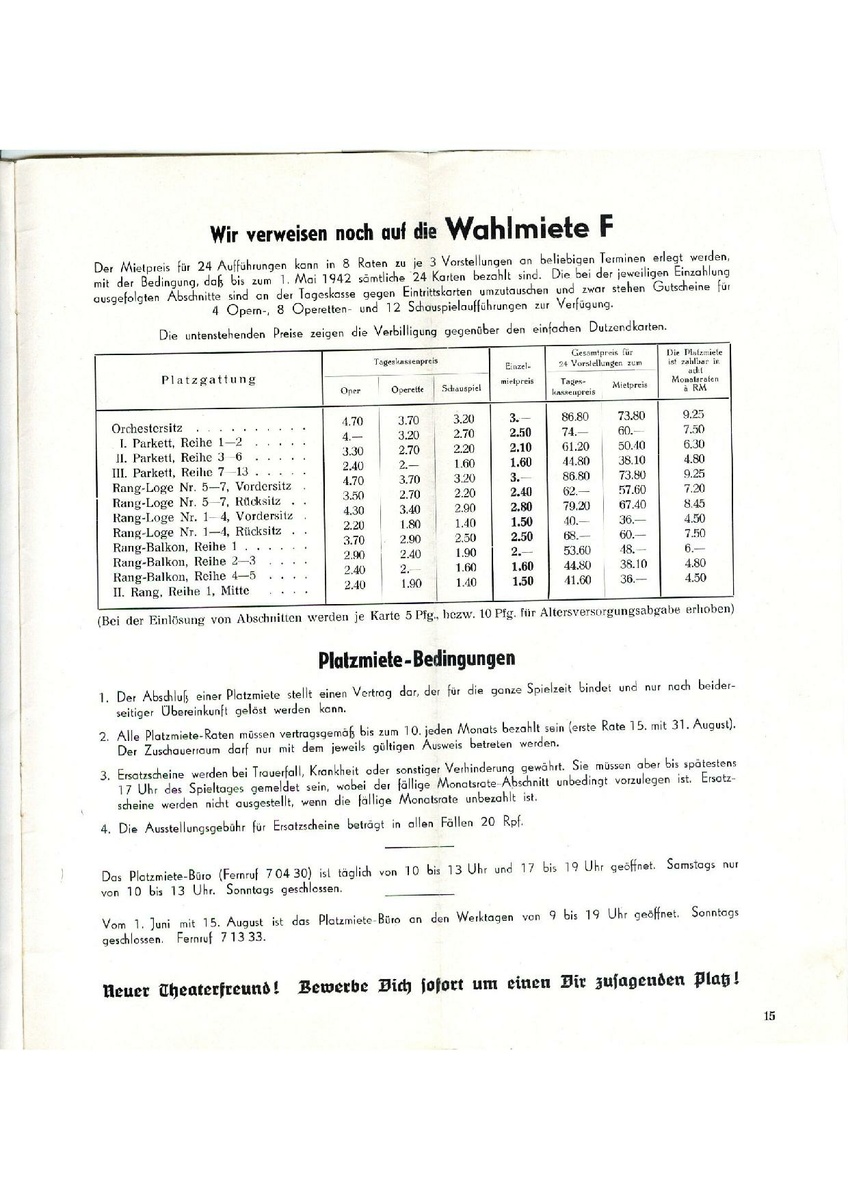 Wir verweisen noch auf die Wahlmiete F
Der Mietpreis für 24 Aufführungen kann in 8 Raten zu je 3 Vorstellungen an beliebigen Terminen erlegt werden,
mit der Bedingung, daß bis zum 1. Mai 1942 sämtliche 24 Karten bezahlt sind. Die bei der jeweiligen Einzahlung
ausgefolgten Abschnitte sind an der Tageskasse gegen Eintrittskarten umzutauschen und zwar stehen Gutscheine für
4 Opern-, 8 Operetten- und 12 Schauspielaufführungen zur Verfügung.
Die untenstehenden Preise zeigen die Verbilligung gegenüber den einfachen Dutzendkarten.
Platzgattung
Tageskassenpreis
Oper Operette Schauspiel
Einzel-
mietpreis
Gesamtpreis für
24 Vorstellungen zum
Tages-
kassenpreis
Mietpreis
Die Platzmiete
ist zahlbar in
acht
Monatsraten
à RM
Orchestersitz . . . . . . . . . . 4.70 3.70 3.20 3.— 86.80 73.80 9.25
I. Parkett, Reihe 1—2 . . . . . 4.— 3.20 2.70 2.50 74.— 60.— 7.50
II. Parkett, Reihe 3—6 . . . . . 3.30 2.70 2.20 2.10 61.20 50.40 6.30
III. Parkett, Reihe 7—13 . . . . . 2.40 2.— 1.60 1.60 44.80 38.10 4.80
Rang-Loge Nr. 5—7, Vordersitz . 4.70 3.70 3.20 3.— 86.80 73.80 9.25
Rang-Loge Nr. 5—7, Rücksitz . . 3.50 2.70 2.20 2.40 62.— 57.60 7.20
Rang-Loge Nr. 1—4, Vordersitz . 4.30 3.40 2.90 2.80 79.20 67.40 8.45
Rang-Loge Nr. 1—4, Rücksitz . . 2.20 1.80 1.40 1.50 40.— 36.— 4.50
Rang-Balkon, Reihe 1 . . . . . . 3.70 2.90 2.50 2.50 68.— 60.— 7.50
Rang-Balkon, Reihe 2—3 . . . . 2.90 2.40 1.90 2.— 53.60 48.— 6.—
Rang-Balkon, Reihe 4—5 . . . . 2.40 2.— 1.60 1.60 44.80 38.10 4.80
II. Rang, Reihe 1, Mitte . . . . 2.40 1.90 1.40 1.50 41.60 36.— 4.50
(Bei der Einlösung von Abschnitten werden je Karte 5 Pfg., bezw. 10 Pfg. für Altersversorgungsabgabe erhoben)
Platzmiete-Bedingungen
1. Der Abschluß einer Platzmiete stellt einen Vertrag dar, der für die ganze Spielzeit bindet und nur nach beider-
seitiger Übereinkunft gelöst werden kann.
2. Alle Platzmiete-Raten müssen vertragsgemäß bis zum 10. jeden Monats bezahlt sein (erste Rate 15. mit 31. August).
Der Zuschauerraum darf nur mit dem jeweils gültigen Ausweis betreten werden.
3. Ersatzscheine werden bei Trauerfall, Krankheit oder sonstiger Verhinderung gewährt. Sie müssen aber bis spätestens
17 Uhr des Spieltages gemeldet sein, wobei der fällige Monatsrate-Abschnitt unbedingt vorzulegen ist. Ersatz-
scheine werden nicht ausgestellt, wenn die fällige Monatsrate unbezahlt ist.
4. Die Ausstellungsgebühr für Ersatzscheine beträgt in allen Fällen 20 Rpf.
Das Platzmiete-Büro (Fernruf 7 04 30) ist täglich von 10 bis 13 Uhr und 17 bis 19 Uhr geöffnet. Samstags nur
von 10 bis 13 Uhr. Sonntags geschlossen.
Vom 1. Juni mit 15. August ist das Platzmiete-Büro an den Werktagen von 9 bis 19 Uhr geöffnet. Sonntags
geschlossen. Fernruf 7 13 33.
Neuer Theaterfreund! Bewerbe Dich sofort um einen Dir zusagenden Platz!
15